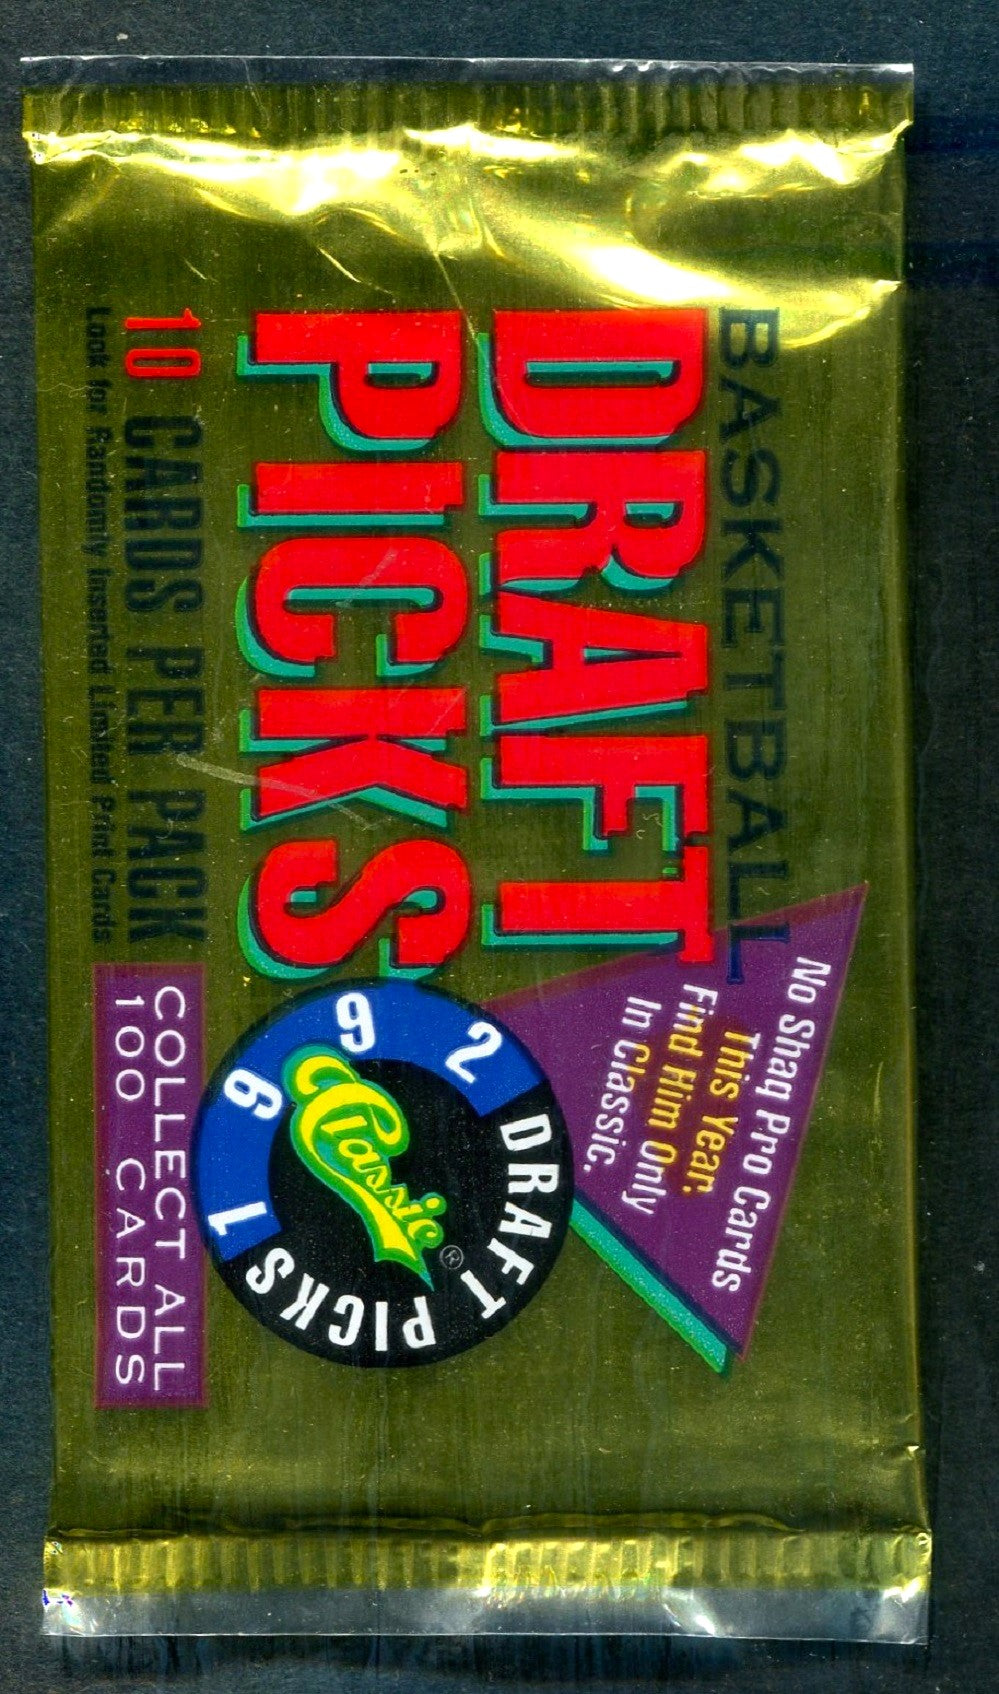 BASKETBALL
DRAFT
PICKS
10 CARDS PER PACK
Look for Randomly Inserted Limited Print Cards
No Shaq Pro Cards
This Year.
Find Him Only
In Classic.
1992
Classic®
DRAFT PICKS
COLLECT ALL
100 CARDS